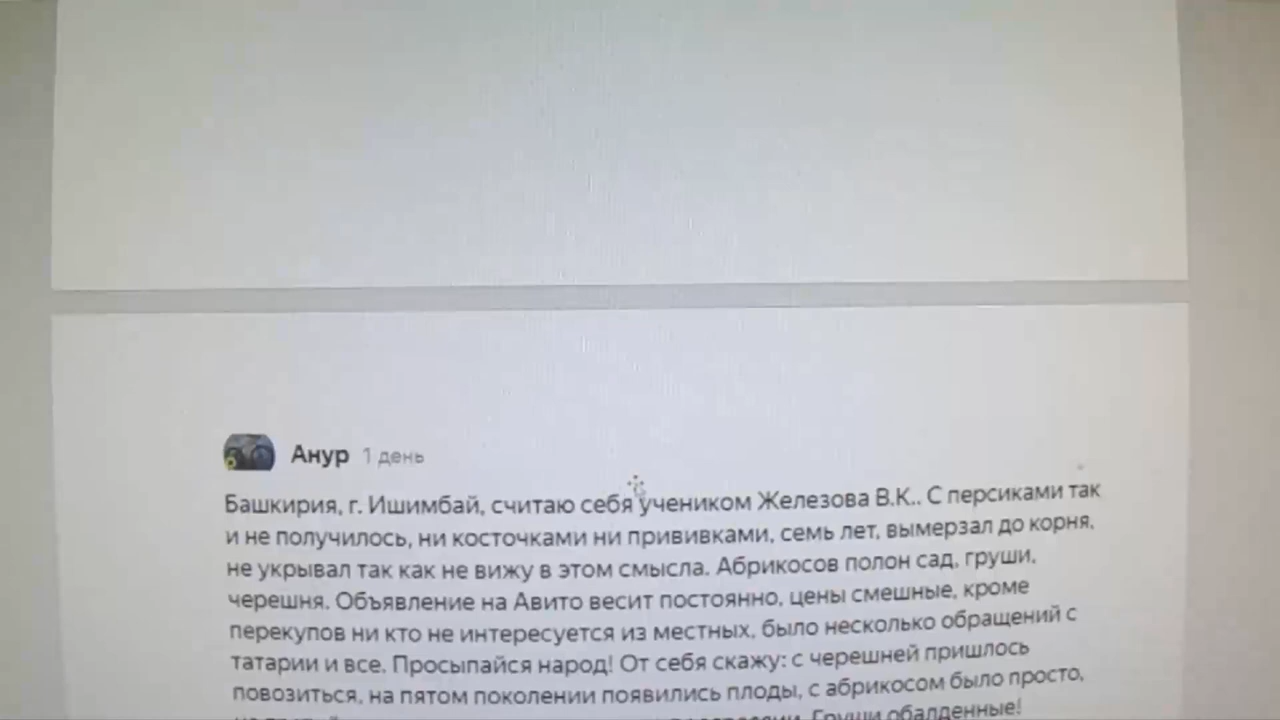 Анур 1 день
Башкирия, г. Ишимбай, считаю себя учеником Железова В.К.. С персиками так
и не получилось, ни косточками ни прививками, семь лет, вымерзал до корня,
не укрывал так как не вижу в этом смысла. Абрикосов полон сад, груши,
черешня. Объявление на Авито весит постоянно, цены смешные, кроме
перекупов ни кто не интересуется из местных, было несколько обращений с
татарии и все. Просыпайся народ! От себя скажу: с черешней пришлось
повозиться, на пятом поколении появились плоды, с абрикосом было просто,
Груши обалденные!